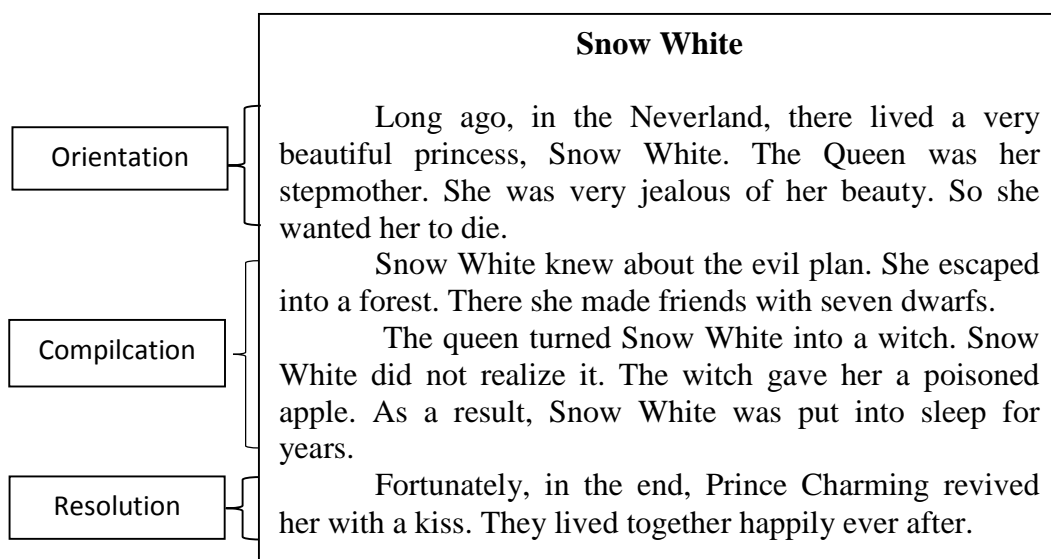 Snow White
Orientation
Long ago, in the Neverland, there lived a very
beautiful princess, Snow White. The Queen was her
stepmother. She was very jealous of her beauty. So she
wanted her to die.
Compilcation
Snow White knew about the evil plan. She escaped
into a forest. There she made friends with seven dwarfs.
The queen turned Snow White into a witch. Snow
White did not realize it. The witch gave her a poisoned
apple. As a result, Snow White was put into sleep for
years.
Resolution
Fortunately, in the end, Prince Charming revived
her with a kiss. They lived together happily ever after.